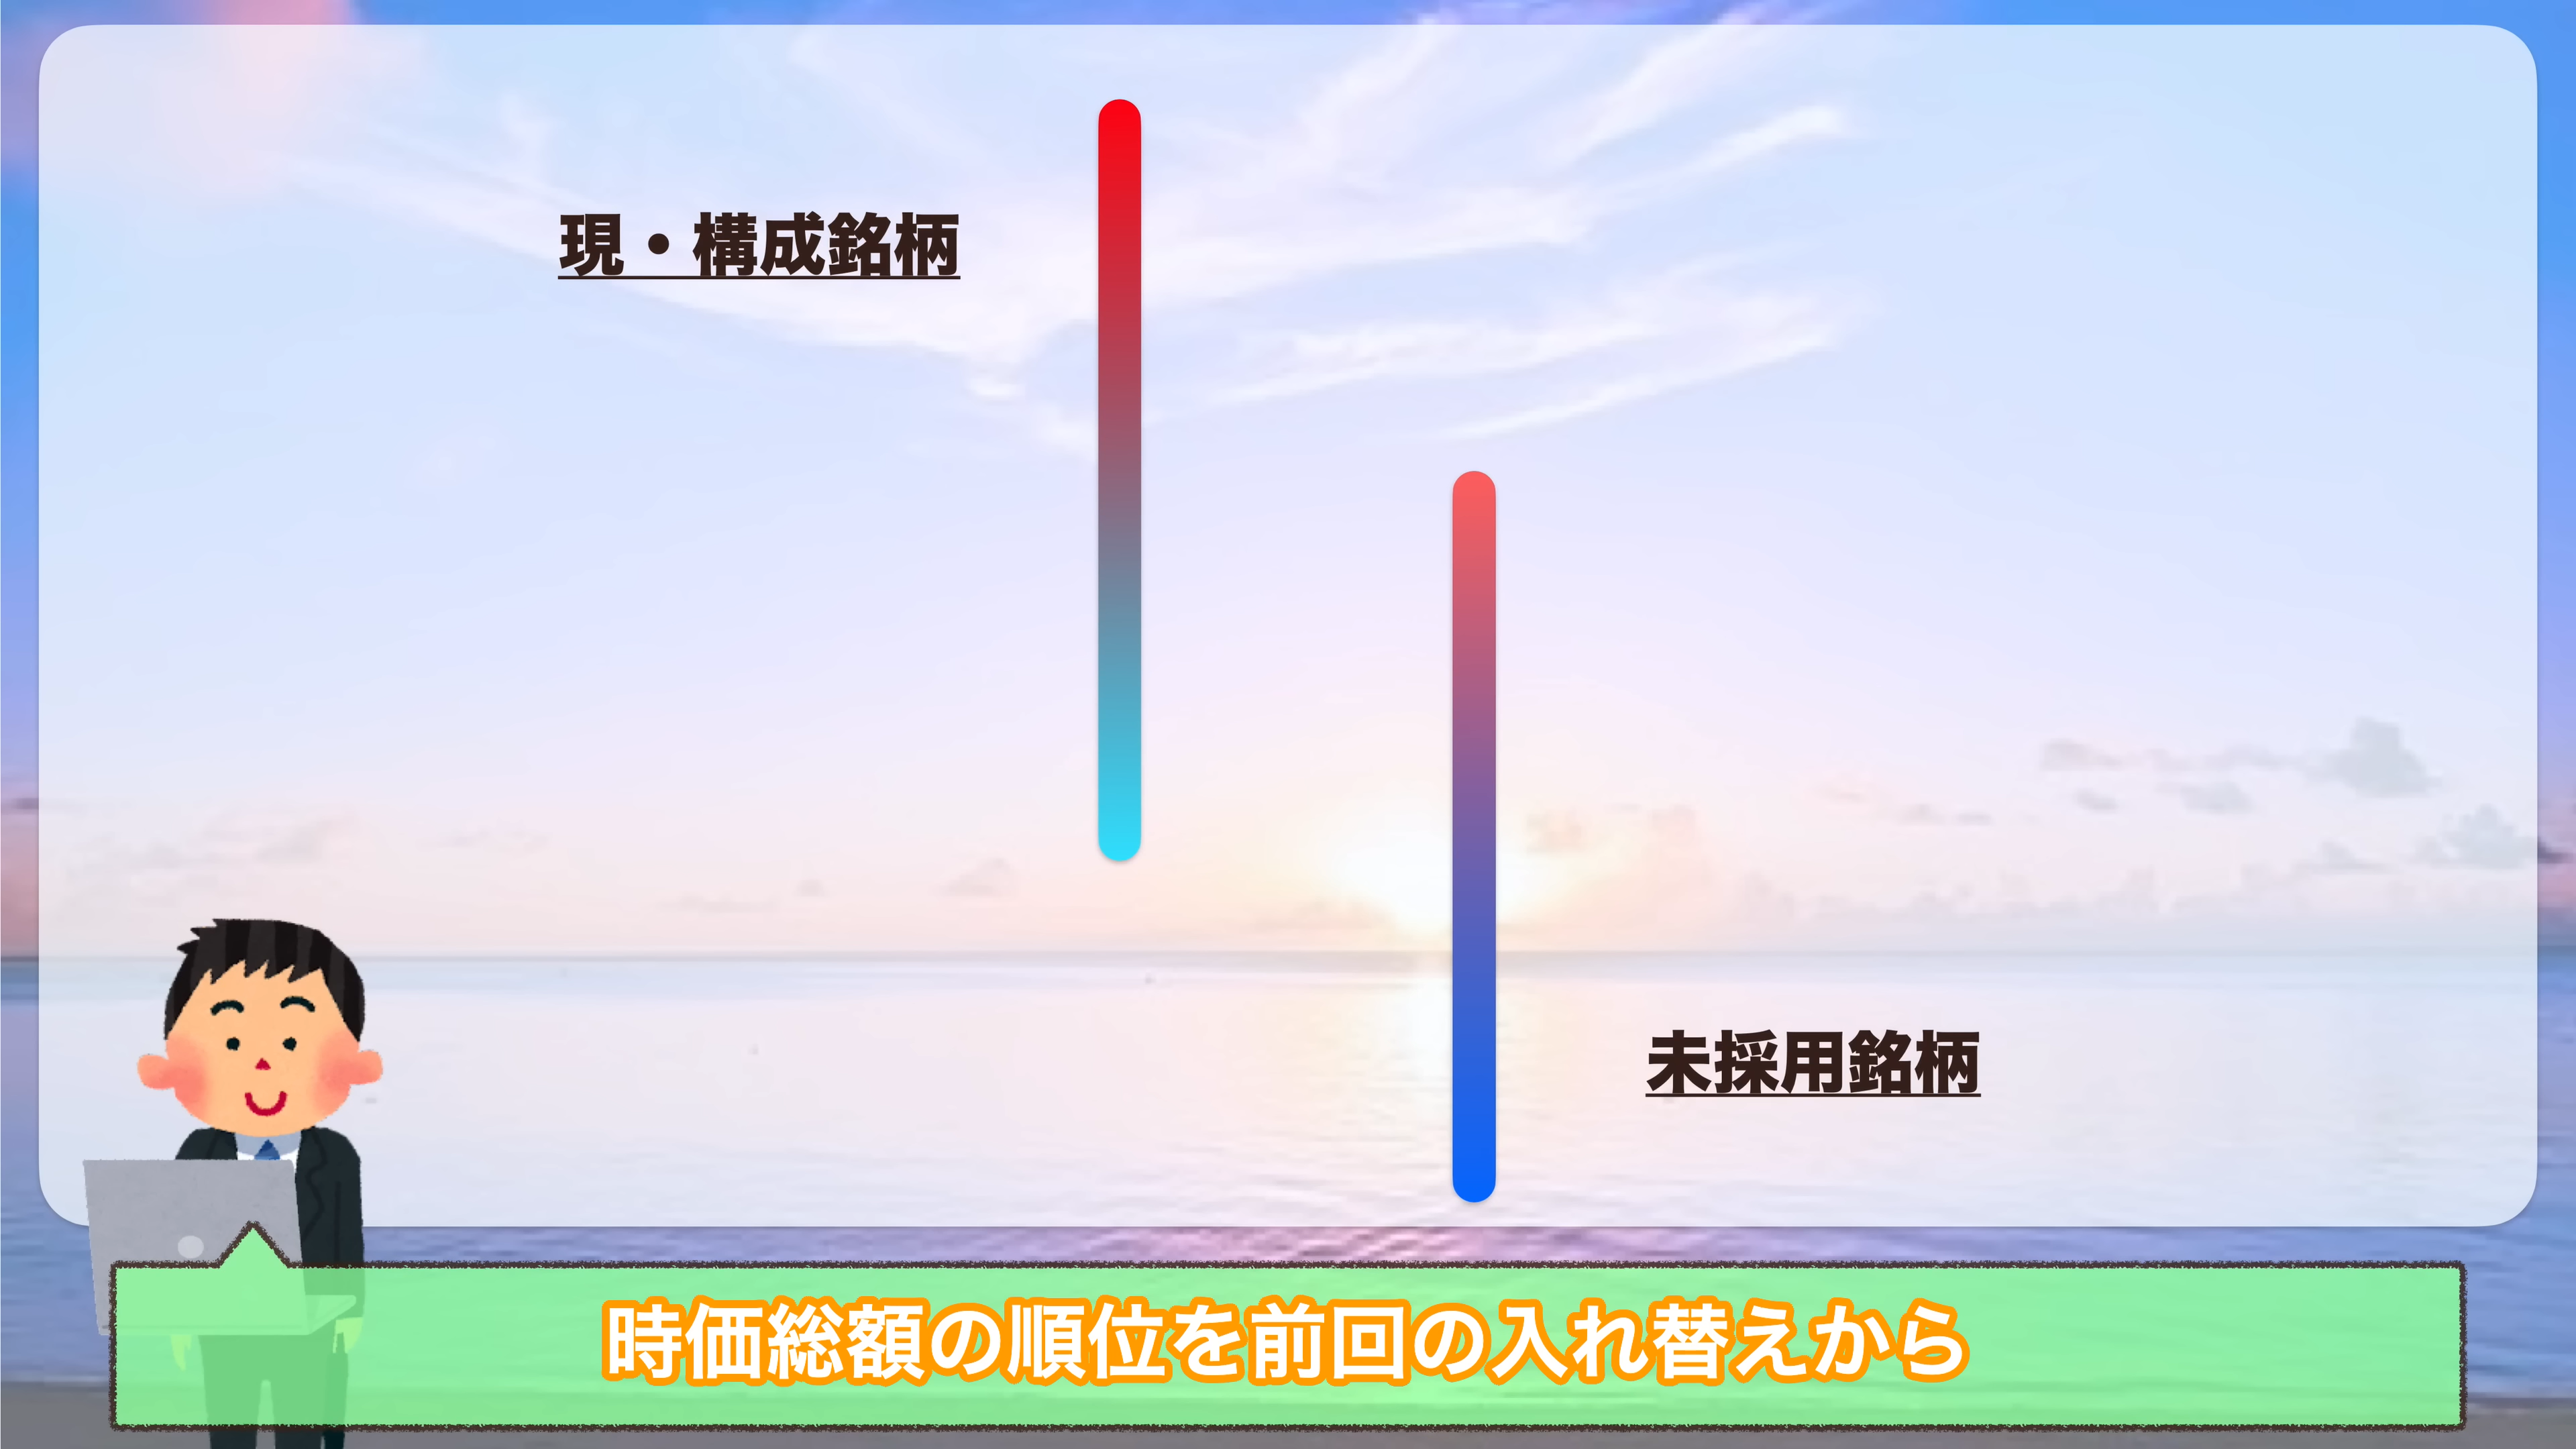 現・構成銘柄
未採用銘柄
時価総額の順位を前回の入れ替えから